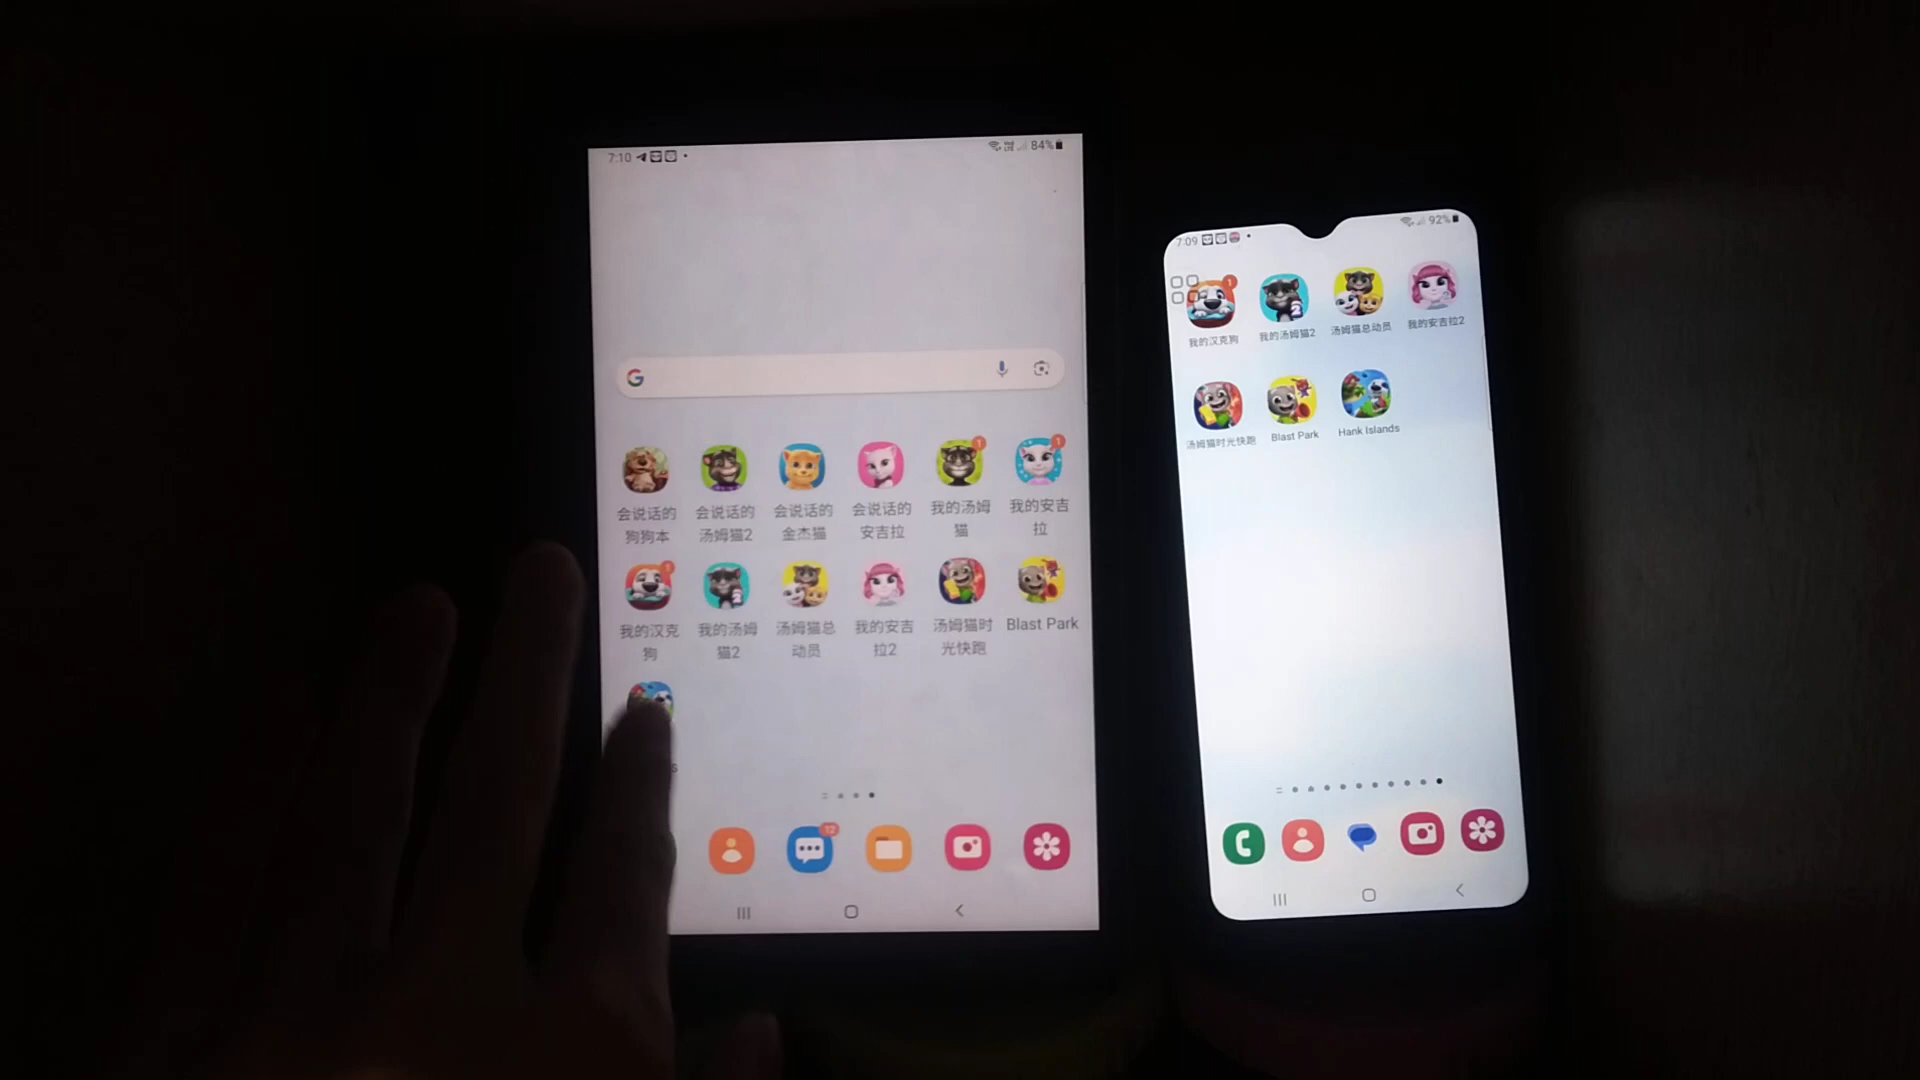 7:10
84%
会说话的
狗狗本
会说话的
汤姆猫2
会说话的
金杰猫
会说话的
安吉拉
我的汤姆
猫
1
我的安吉
拉
1
我的汉克
狗
1
我的汤姆
猫2
汤姆猫总
动员
我的安吉
拉2
汤姆猫时
光快跑
Blast Park
s
12
7:09
92%
我的汉克狗
1
我的汤姆猫2
汤姆猫总动员
我的安吉拉2
汤姆猫时光快跑
Blast Park
Hank Islands